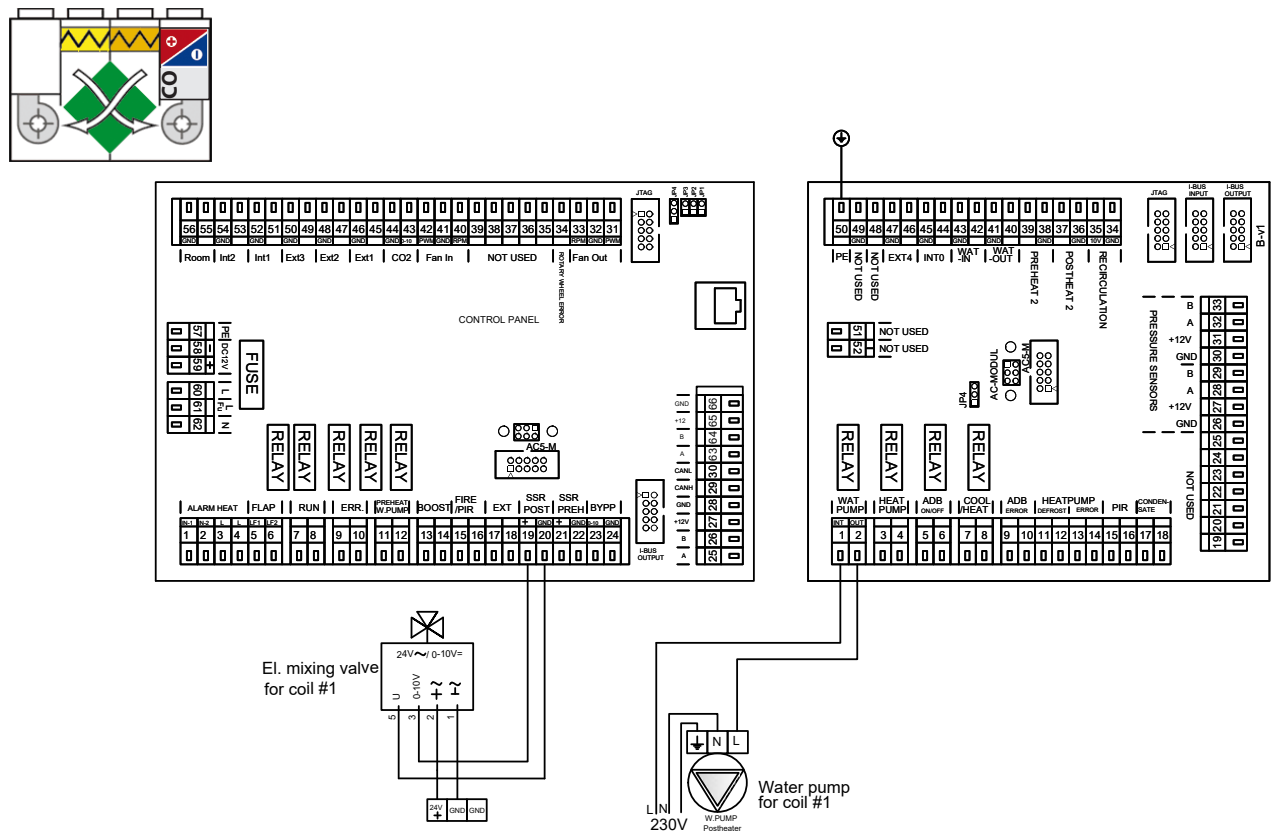 CO
JTAG
JP4
JP3
JP2
JP1
56 55 54 53 52 51 50 49 48 47 46 45 44 43 42 41 40 39 38 37 36 35 34 33 32 31
GND GND GND GND GND GND GND 0-10 PWM GND RPM RPM GND PWM
Room Int2 Int1 Ext3 Ext2 Ext1 CO2 Fan In NOT USED ROTARY WHEEL ERROR Fan Out
CONTROL PANEL
57 PE
58 - DC12V
59 +
FUSE
60 L
61 L Fu
62 N
RELAY
RELAY
RELAY
RELAY
RELAY
AC5-M
GND 66
+12 65
B 64
A 63
CANL 30
CANH 29
GND 28
+12V 27
B 26
A 25
I-BUS
OUTPUT
ALARM HEAT FLAP RUN ERR. PREHEAT W.PUMP BOOST FIRE /PIR EXT SSR POST SSR PREH BYPP
IN-1 IN-2 L L LF1 LF2 + GND + GND 0-10 GND
1 2 3 4 5 6 7 8 9 10 11 12 13 14 15 16 17 18 19 20 21 22 23 24
24V~/ 0-10V=
U
0-10V
5 3 2 1
El. mixing valve
for coil #1
24V
+
GND
GND
JTAG
I-BUS
INPUT
I-BUS
OUTPUT
B-V1
50 49 48 47 46 45 44 43 42 41 40 39 38 37 36 35 34
GND GND GND GND GND GND GND 10V GND
PE NOT USED NOT USED EXT4 INT0 WAT -IN WAT -OUT PREHEAT 2 POSTHEAT 2 RECIRCULATION
51 NOT USED
52 NOT USED
AC-MODUL
AC5-M
JP4
PRESSURE SENSORS
B 33
A 32
+12V 31
GND 30
B 29
A 28
+12V 27
GND 26
25
24
23
22
21
20
19
NOT USED
RELAY
RELAY
RELAY
RELAY
WAT PUMP HEAT PUMP ADB ON/OFF COOL /HEAT ADB ERROR HEATPUMP DEFROST ERROR PIR CONDEN- SATE
INT OUT
1 2 3 4 5 6 7 8 9 10 11 12 13 14 15 16 17 18
N L
L N
230V
W.PUMP
Postheater
Water pump
for coil #1